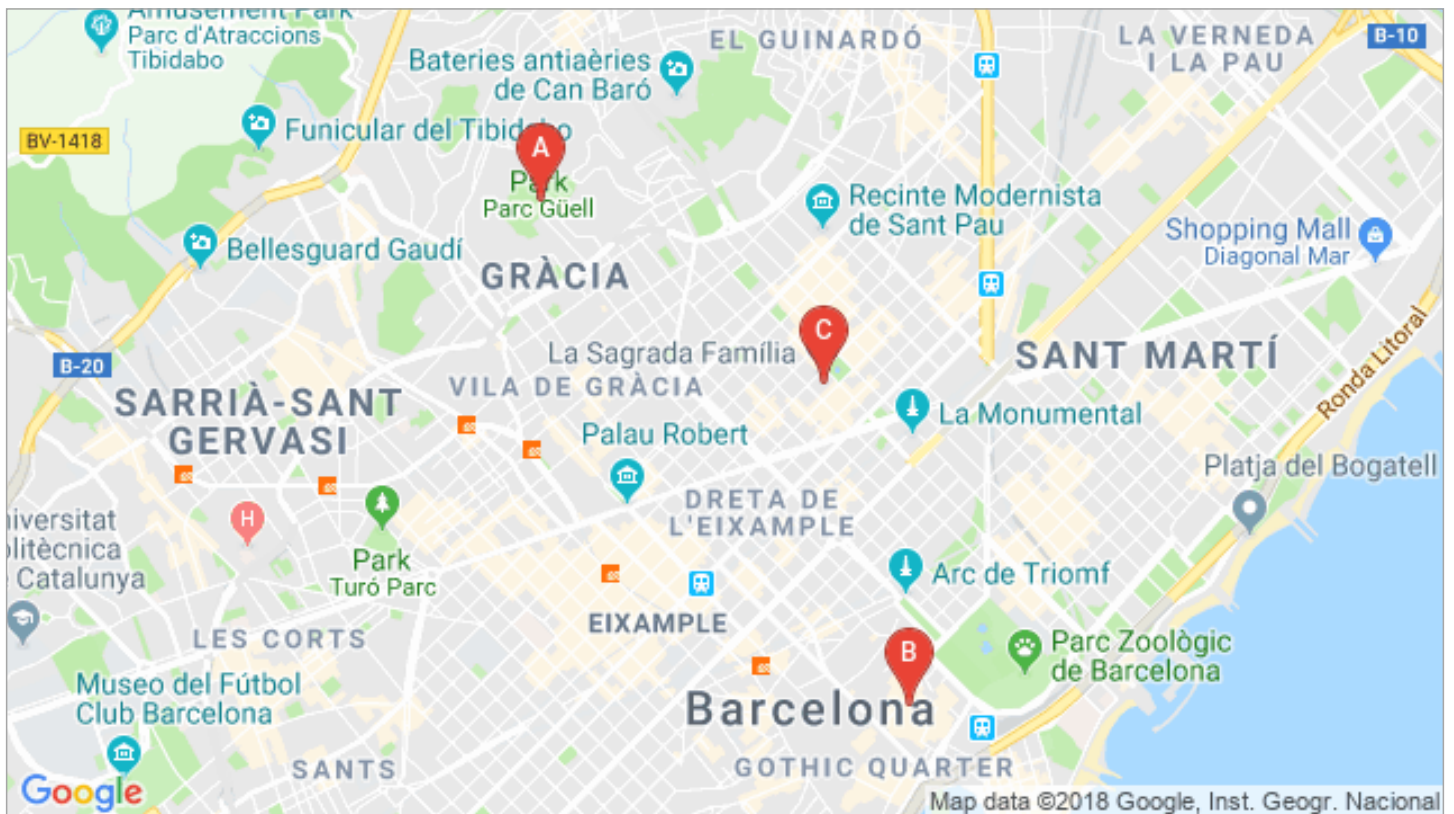 Amusement Park
Parc d'Atraccions
Tibidabo
Bateries antiaèries
de Can Baró
EL GUINARDÓ
LA VERNEDA
I LA PAU
B-10
BV-1418
Funicular del Tibidabo
A
Park
Parc Güell
Recinte Modernista
de Sant Pau
Shopping Mall
Diagonal Mar
Bellesguard Gaudí
GRÀCIA
C
La Sagrada Família
SANT MARTÍ
Ronda Litoral
B-20
VILA DE GRÀCIA
SARRIÀ-SANT
GERVASI
La Monumental
Palau Robert
Platja del Bogatell
DRETA DE
L'EIXAMPLE
H
niversitat
olitècnica
Catalunya
Park
Turó Parc
Arc de Triomf
EIXAMPLE
LES CORTS
B
Parc Zoològic
de Barcelona
Museo del Fútbol
Club Barcelona
Barcelona
SANTS
GOTHIC QUARTER
Google
Map data ©2018 Google, Inst. Geogr. Nacional